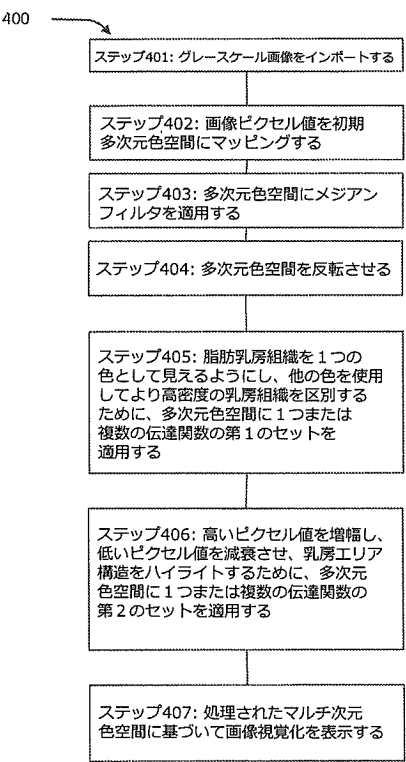 400
ステップ401: グレースケール画像をインポートする
ステップ402: 画像ピクセル値を初期
多次元色空間にマッピングする
ステップ403: 多次元色空間にメジアン
フィルタを適用する
ステップ404: 多次元色空間を反転させる
ステップ405: 脂肪乳房組織を１つの
色として見えるようにし、他の色を使用
してより高密度の乳房組織を区別する
ために、多次元色空間に１つまたは
複数の伝達関数の第１のセットを
適用する
ステップ406: 高いピクセル値を増幅し、
低いピクセル値を減衰させ、乳房エリア
構造をハイライトするために、多次元
色空間に１つまたは複数の伝達関数の
第２のセットを適用する
ステップ407: 処理されたマルチ次元
色空間に基づいて画像視覚化を表示する